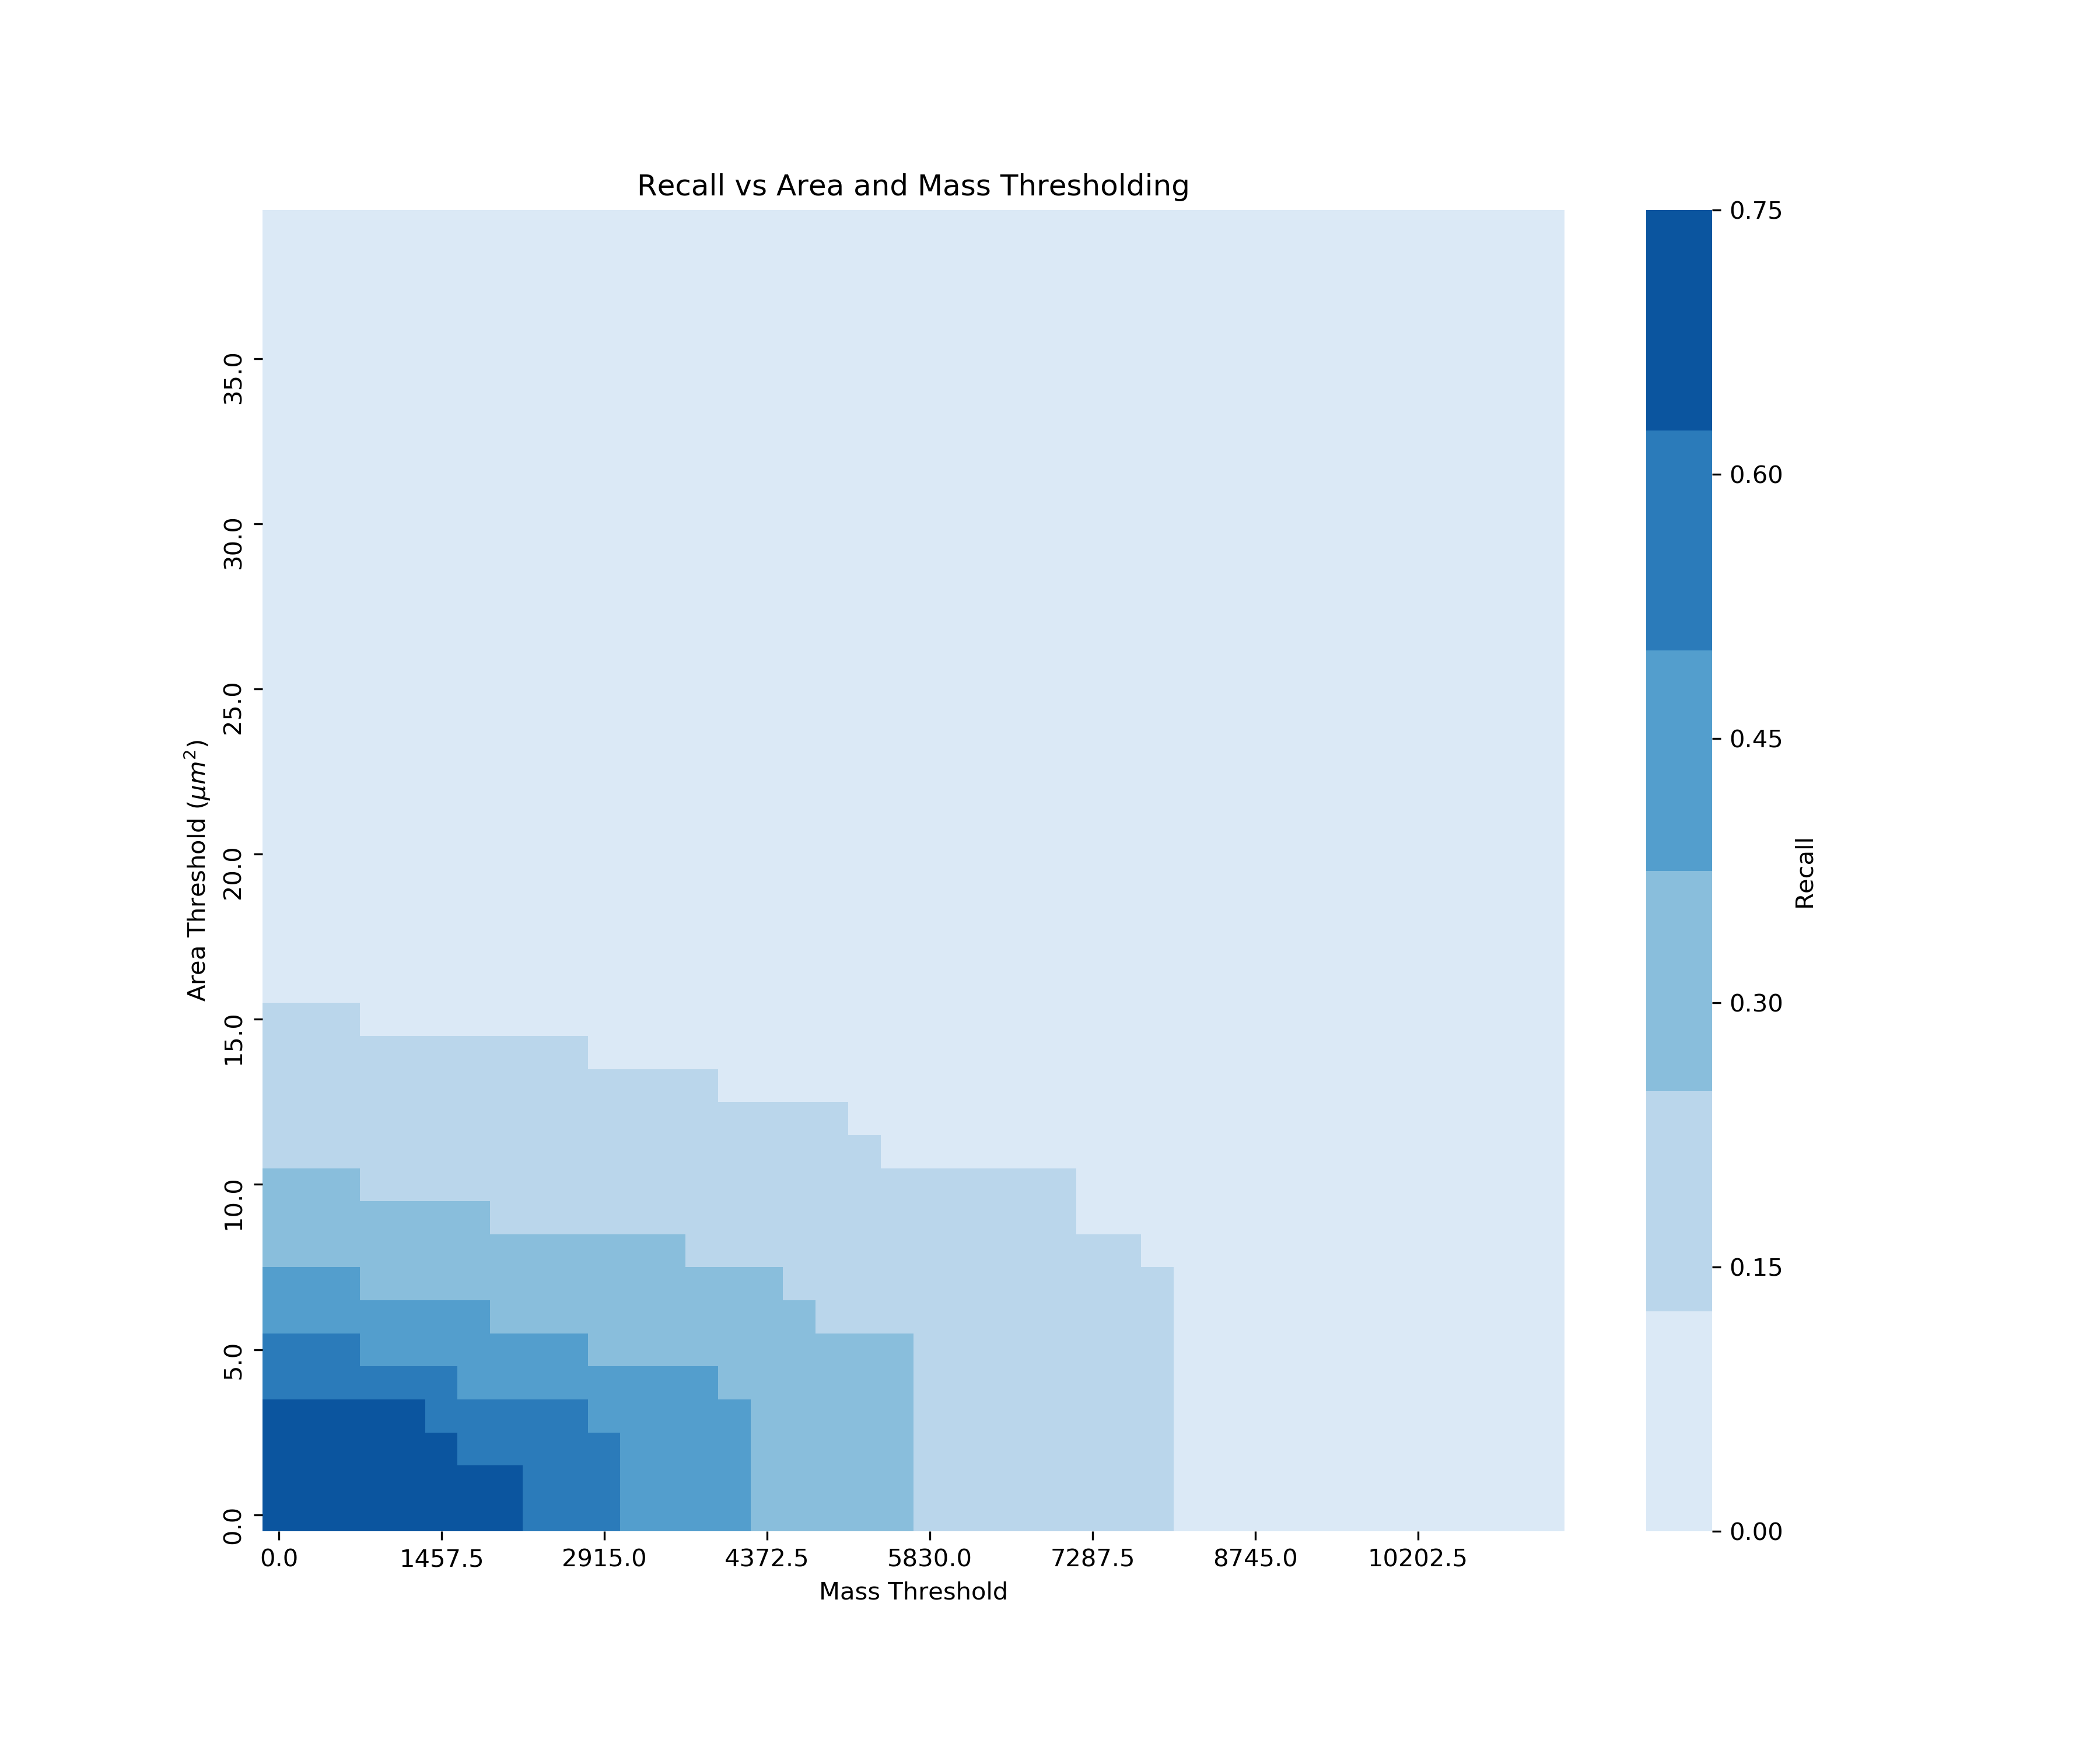 Recall vs Area and Mass Thresholding
Area Threshold (μm²)
35.0
30.0
25.0
20.0
15.0
10.0
5.0
0.0
0.0 1457.5 2915.0 4372.5 5830.0 7287.5 8745.0 10202.5
Mass Threshold
0.75
0.60
0.45
0.30
0.15
0.00
Recall